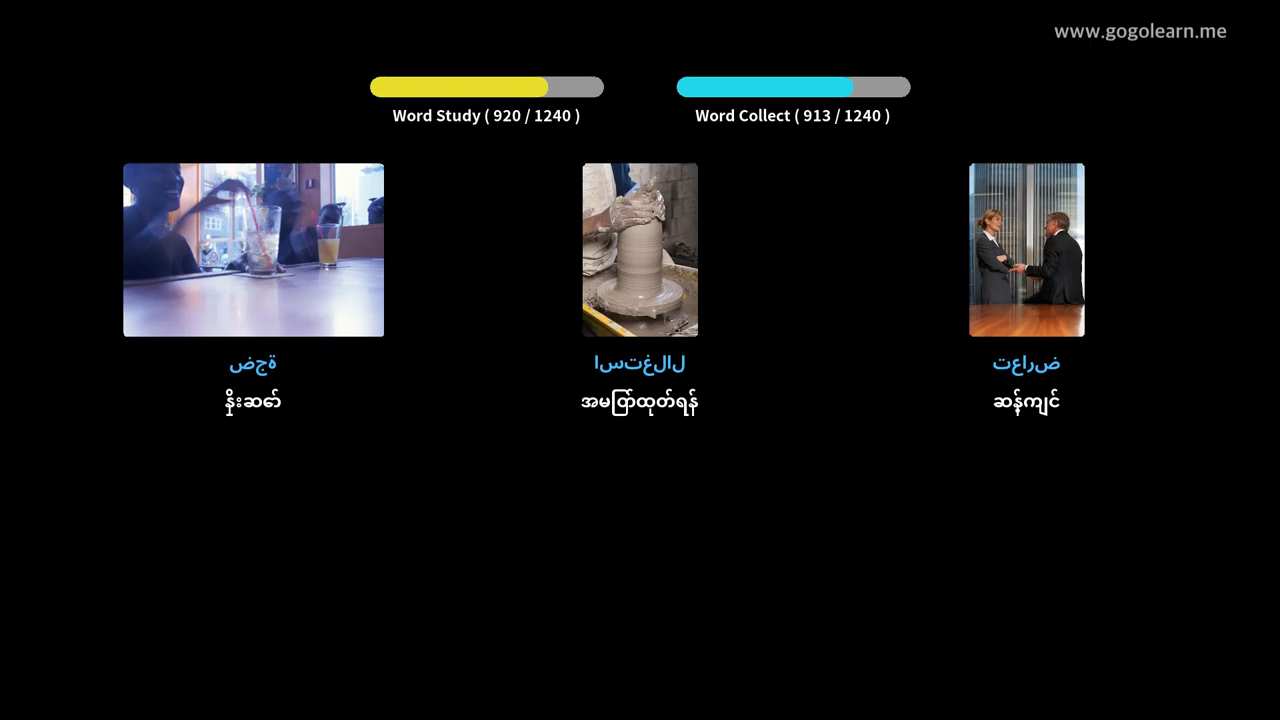 www.gogolearn.me
Word Study ( 920 / 1240 )
Word Collect ( 913 / 1240 )
ضجة
استغلال
تعارض
နှိုးဆော်
အမြတ်ထုတ်ရန်
ဆန့်ကျင်